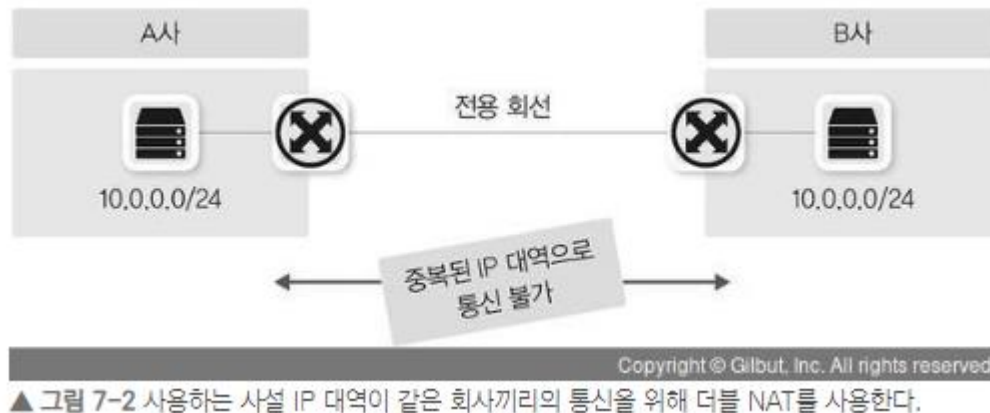 A사
B사
전용 회선
10.0.0.0/24
10.0.0.0/24
중복된 IP 대역으로
통신 불가
Copyright © Gilbut, Inc. All rights reserved
▲ 그림 7-2 사용하는 사설 IP 대역이 같은 회사끼리의 통신을 위해 더블 NAT를 사용한다.